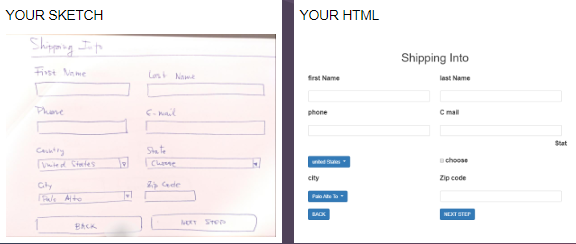 YOUR SKETCH
Shipping Info
First Name
Last Name
Phone
E-mail
Country
State
United States
Choose
City
Zip Code
Palo Alto
BACK
NEXT STEP
YOUR HTML
Shipping Into
first Name
last Name
phone
C mail
Stat
united States
choose
city
Zip code
Palo Alto To
BACK
NEXT STEP